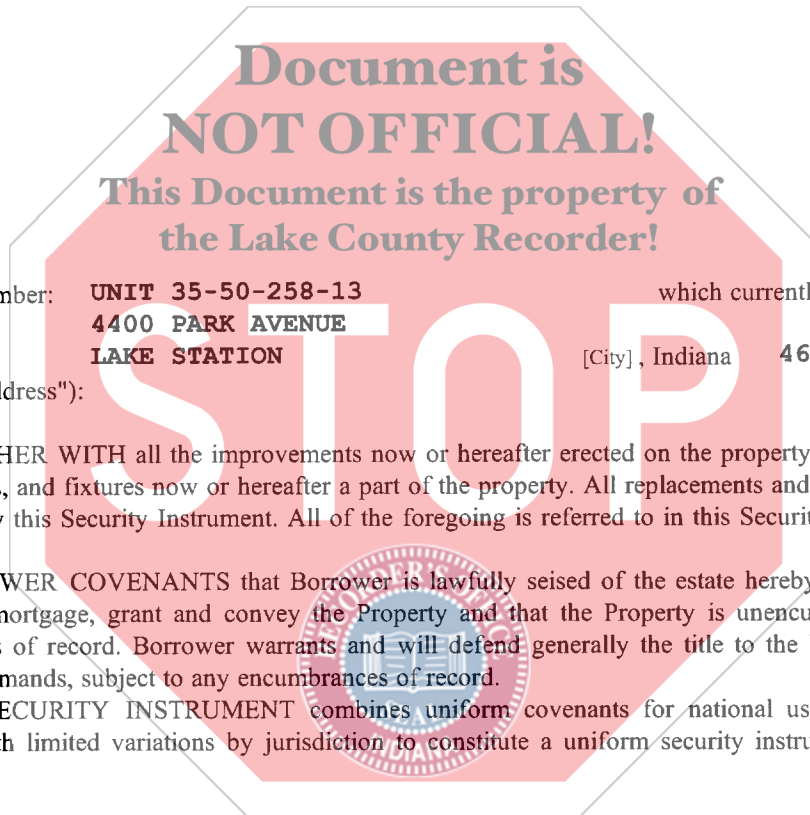 Document is
NOT OFFICIAL!
This Document is the property of
the Lake County Recorder!
mber: UNIT 35-50-258-13 which currentl
4400 PARK AVENUE
LAKE STATION [City] , Indiana 46
ddress"):
STOP
HER WITH all the improvements now or hereafter erected on the property
, and fixtures now or hereafter a part of the property. All replacements and
y this Security Instrument. All of the foregoing is referred to in this Securit
WER COVENANTS that Borrower is lawfully seised of the estate hereby
mortgage, grant and convey the Property and that the Property is unencu
s of record. Borrower warrants and will defend generally the title to the
mands, subject to any encumbrances of record.
ECURITY INSTRUMENT combines uniform covenants for national us
th limited variations by jurisdiction to constitute a uniform security instru
SEAL
INDIANA